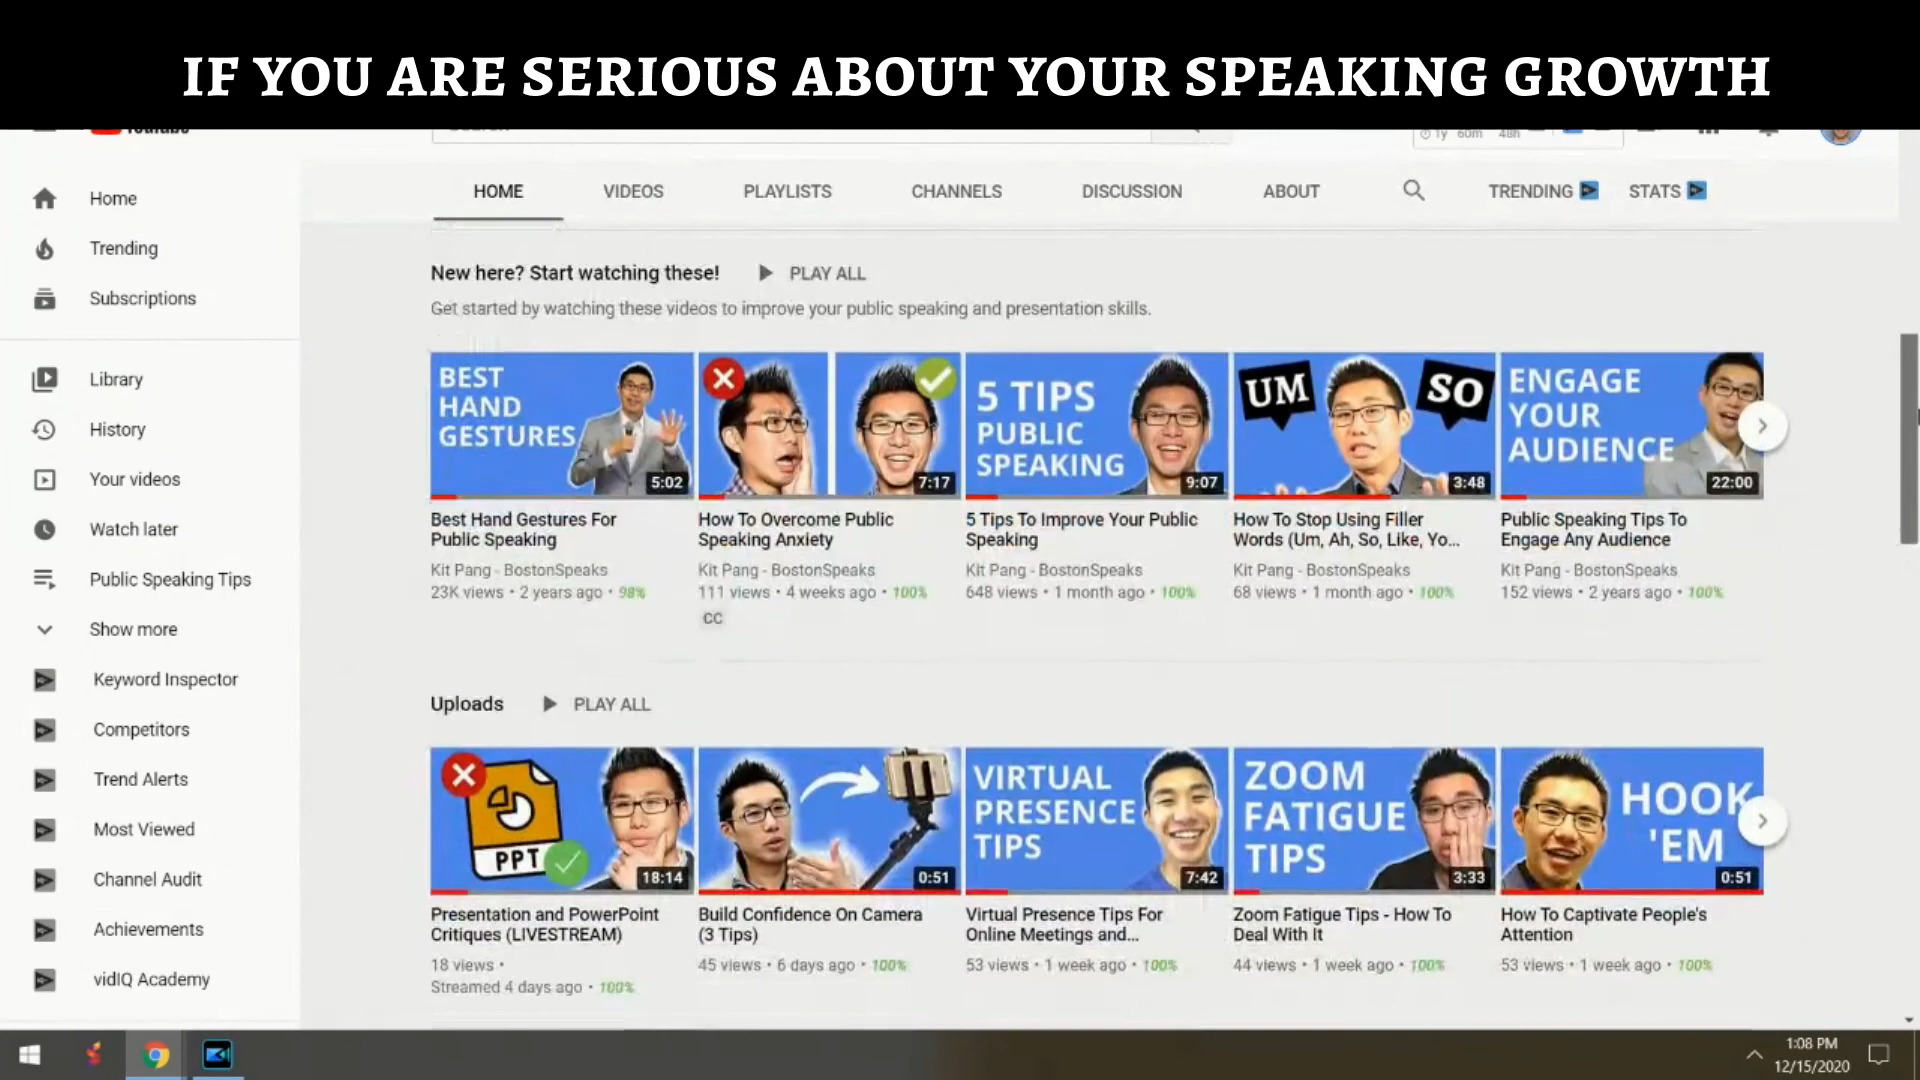 IF YOU ARE SERIOUS ABOUT YOUR SPEAKING GROWTH
1y 60m 48h
HOME VIDEOS PLAYLISTS CHANNELS DISCUSSION ABOUT TRENDING STATS
Home
Trending
Subscriptions
Library
History
Your videos
Watch later
Public Speaking Tips
Show more
Keyword Inspector
Competitors
Trend Alerts
Most Viewed
Channel Audit
Achievements
vidIQ Academy
New here? Start watching these! PLAY ALL
Get started by watching these videos to improve your public speaking and presentation skills.
BEST
HAND
GESTURES
5:02
Best Hand Gestures For
Public Speaking
Kit Pang - BostonSpeaks
23K views • 2 years ago • 98%
7:17
How To Overcome Public
Speaking Anxiety
Kit Pang - BostonSpeaks
111 views • 4 weeks ago • 100%
CC
5 TIPS
PUBLIC
SPEAKING
9:07
5 Tips To Improve Your Public
Speaking
Kit Pang - BostonSpeaks
648 views • 1 month ago • 100%
UM SO
3:48
How To Stop Using Filler
Words (Um, Ah, So, Like, Yo...
Kit Pang - BostonSpeaks
68 views • 1 month ago • 100%
ENGAGE
YOUR
AUDIENCE
22:00
Public Speaking Tips To
Engage Any Audience
Kit Pang - BostonSpeaks
152 views • 2 years ago • 100%
Uploads PLAY ALL
PPT
18:14
Presentation and PowerPoint
Critiques (LIVESTREAM)
18 views •
Streamed 4 days ago • 100%
0:51
Build Confidence On Camera
(3 Tips)
45 views • 6 days ago • 100%
VIRTUAL
PRESENCE
TIPS
7:42
Virtual Presence Tips For
Online Meetings and...
53 views • 1 week ago • 100%
ZOOM
FATIGUE
TIPS
3:33
Zoom Fatigue Tips - How To
Deal With It
44 views • 1 week ago • 100%
HOOK
'EM
0:51
How To Captivate People's
Attention
53 views • 1 week ago • 100%
1:08 PM
12/15/2020